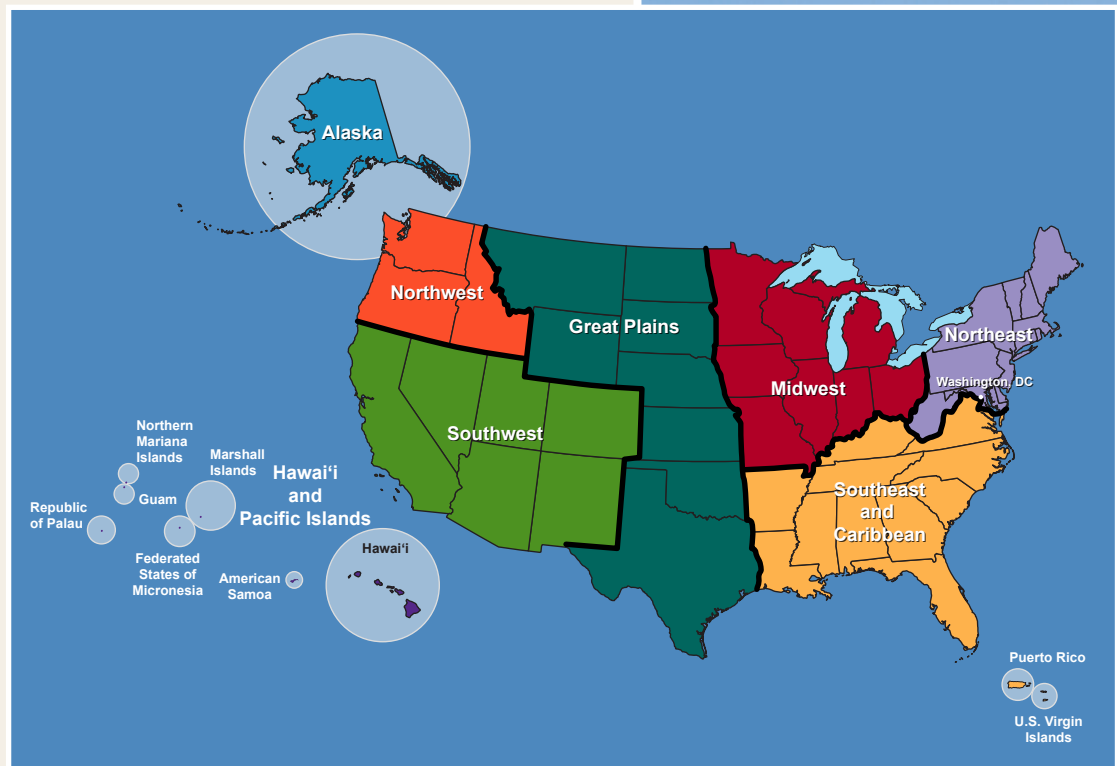 Alaska
Northwest
Great Plains
Northeast
Midwest
Washington, DC
Southwest
Southeast
and
Caribbean
Northern
Mariana
Islands
Marshall
Islands
Hawai‘i
and
Pacific Islands
Guam
Republic
of Palau
Federated
States of
Micronesia
American
Samoa
Hawai‘i
Puerto Rico
U.S. Virgin
Islands